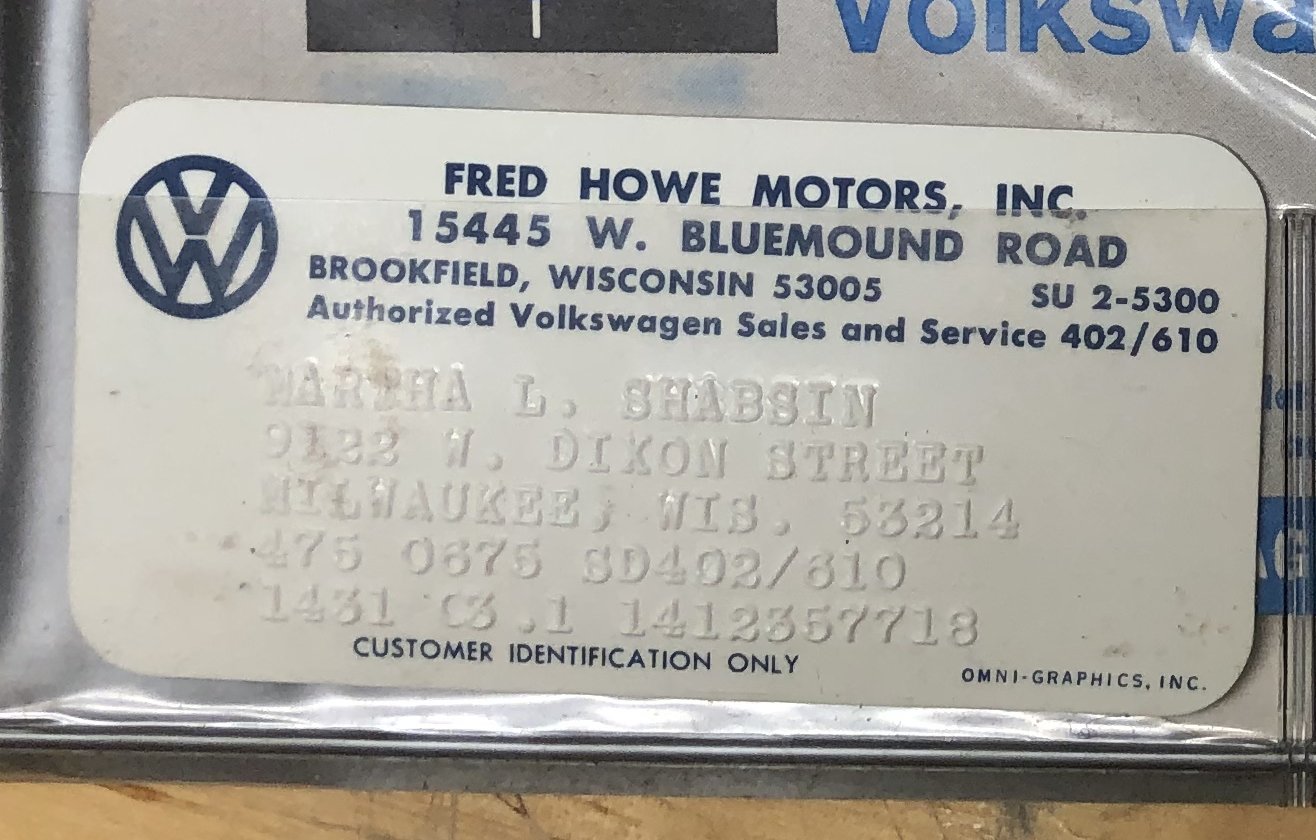 Volkswa
FRED HOWE MOTORS, INC.
15445 W. BLUEMOUND ROAD
BROOKFIELD, WISCONSIN 53005 SU 2-5300
Authorized Volkswagen Sales and Service 402/610
MARTHA L. SHABSIN
9122 W. DIXON STREET
MILWAUKEE, WIS. 53214
475 0675 SD402/610
1431 C3.1 1412357718
CUSTOMER IDENTIFICATION ONLY
OMNI-GRAPHICS, INC.